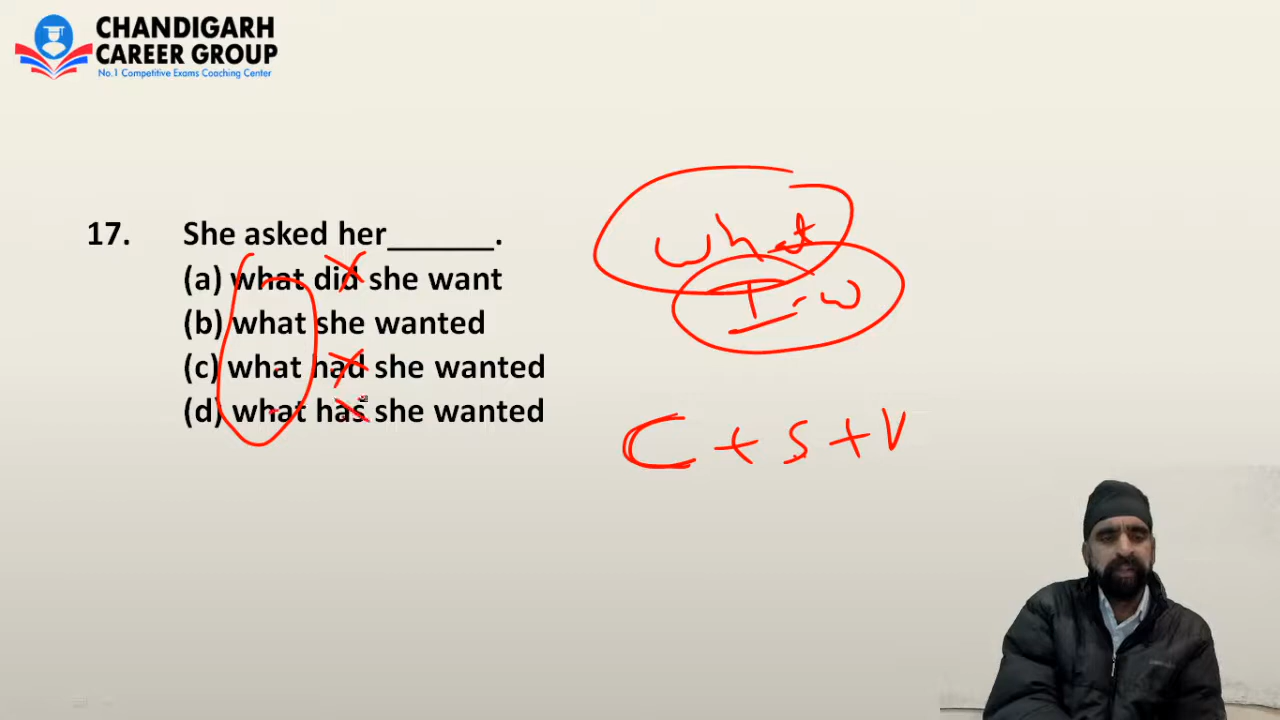 CHANDIGARH
CAREER GROUP
No.1 Competitive Exams Coaching Center
17. She asked her______.
(a) what did she want
(b) what she wanted
(c) what had she wanted
(d) what has she wanted
what
I-w
C + S + V